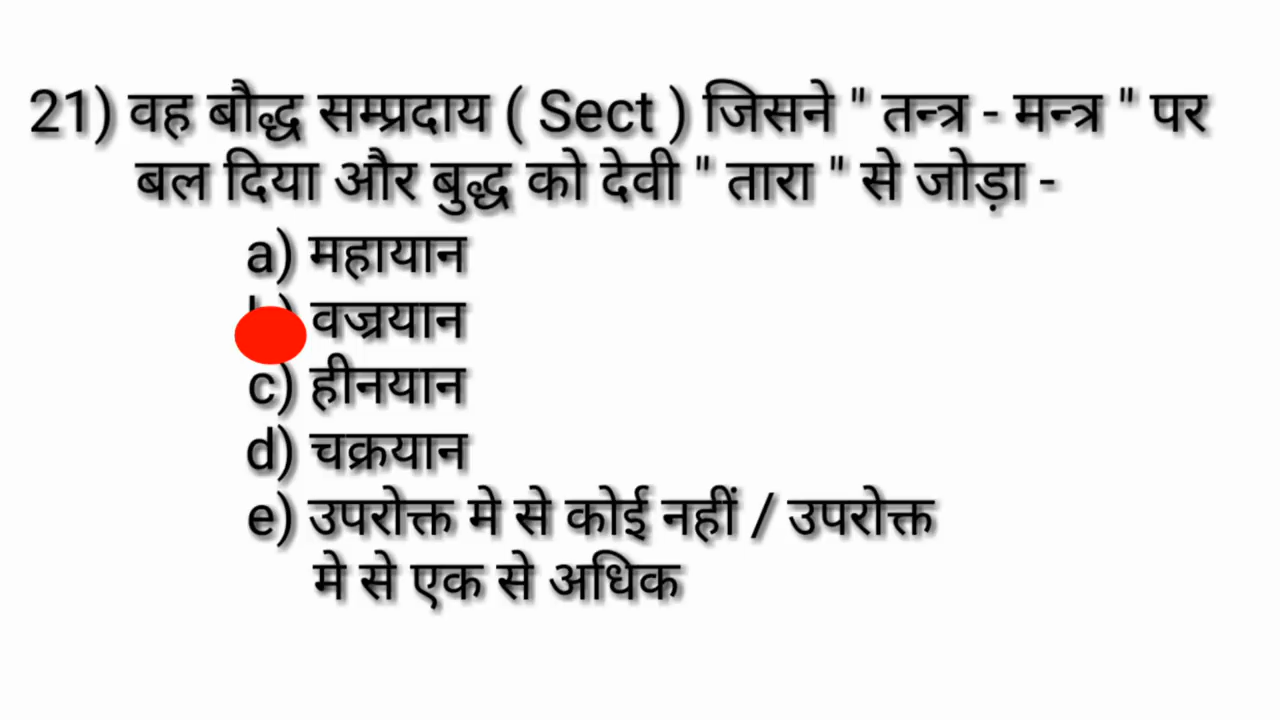 21) वह बौद्ध सम्प्रदाय ( Sect ) जिसने " तन्त्र - मन्त्र " पर
बल दिया और बुद्ध को देवी " तारा " से जोड़ा -
a) महायान
वज्रयान
c) हीनयान
d) चक्रयान
e) उपरोक्त मे से कोई नहीं / उपरोक्त
मे से एक से अधिक